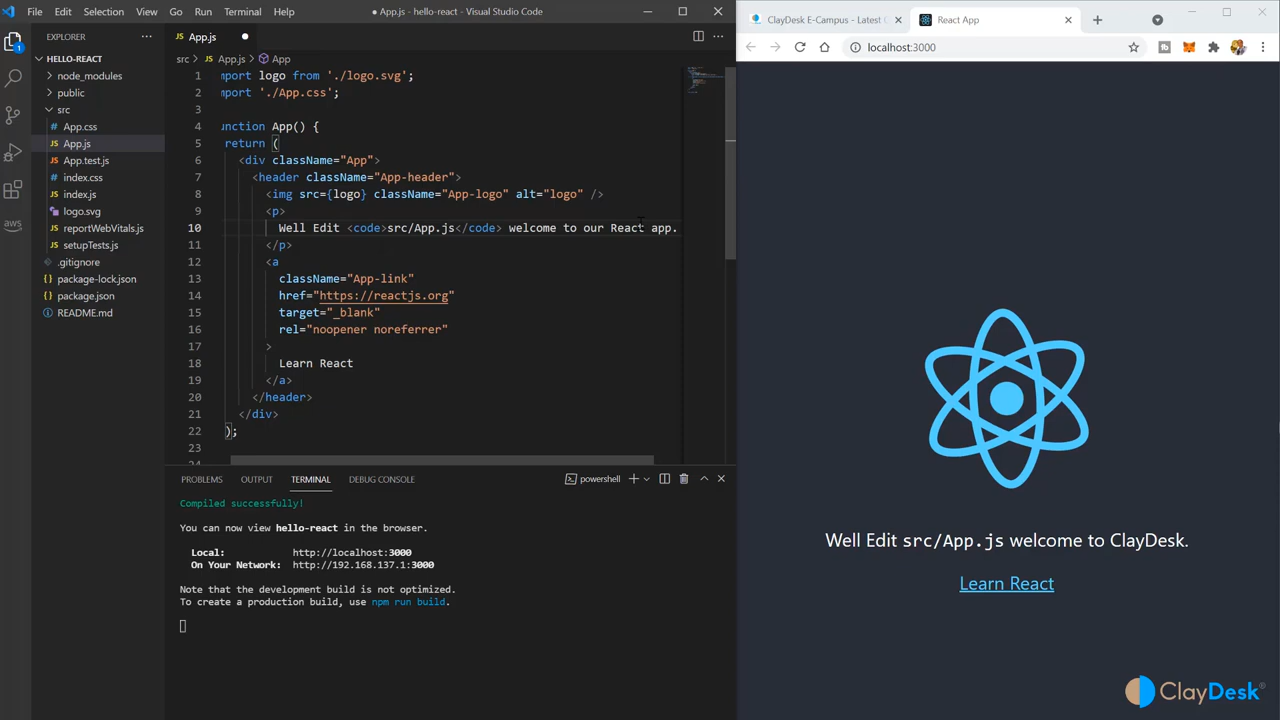 File Edit Selection View Go Run Terminal Help
● App.js - hello-react - Visual Studio Code
EXPLORER
HELLO-REACT
node_modules
public
src
# App.css
JS App.js
JS App.test.js
# index.css
JS index.js
logo.svg
JS reportWebVitals.js
JS setupTests.js
.gitignore
{} package-lock.json
{} package.json
README.md
1
aws
App.js
src > JS App.js > App
1 mport logo from './logo.svg';
2 mport './App.css';
3
4 unction App() {
5 return (
6 <div className="App">
7 <header className="App-header">
8 <img src={logo} className="App-logo" alt="logo" />
9 <p>
10 Well Edit <code>src/App.js</code> welcome to our React app.
11 </p>
12 <a
13 className="App-link"
14 href="https://reactjs.org"
15 target="_blank"
16 rel="noopener noreferrer"
17 >
18 Learn React
19 </a>
20 </header>
21 </div>
22 );
23
24
PROBLEMS OUTPUT TERMINAL DEBUG CONSOLE
powershell
Compiled successfully!
You can now view hello-react in the browser.
Local: http://localhost:3000
On Your Network: http://192.168.137.1:3000
Note that the development build is not optimized.
To create a production build, use npm run build.
ClayDesk E-Campus - Latest
React App
localhost:3000
Well Edit src/App.js welcome to ClayDesk.
Learn React
ClayDesk®